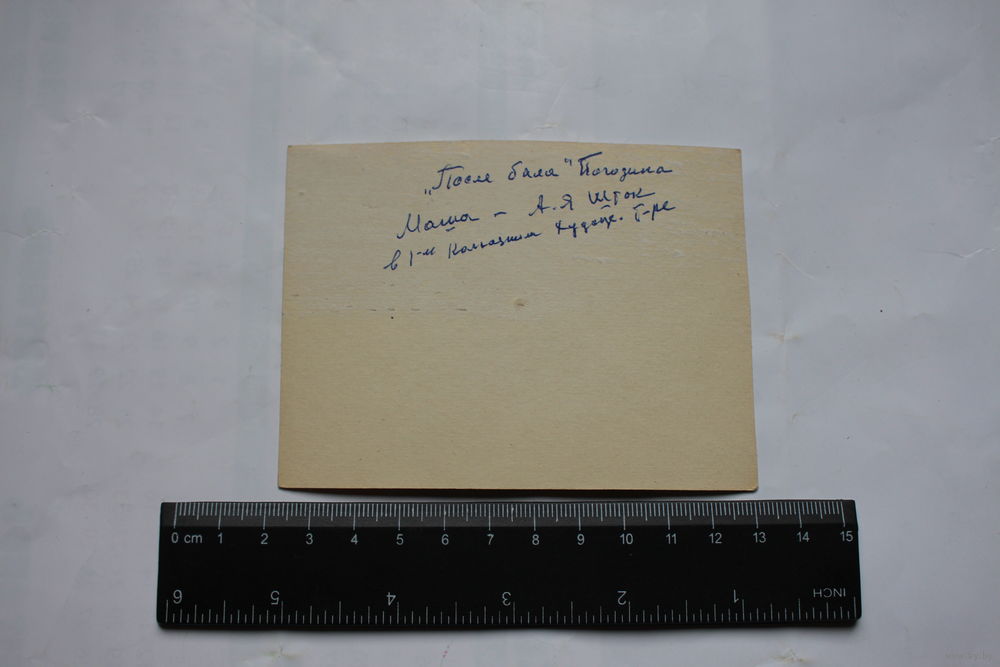 „После бала" Погодина
Маша – А.Я Шток
в 1-м Колхозном Худож. Т-ре
0 cm 1 2 3 4 5 6 7 8 9 10 11 12 13 14 15
6 5 4 3 2 1 INCH